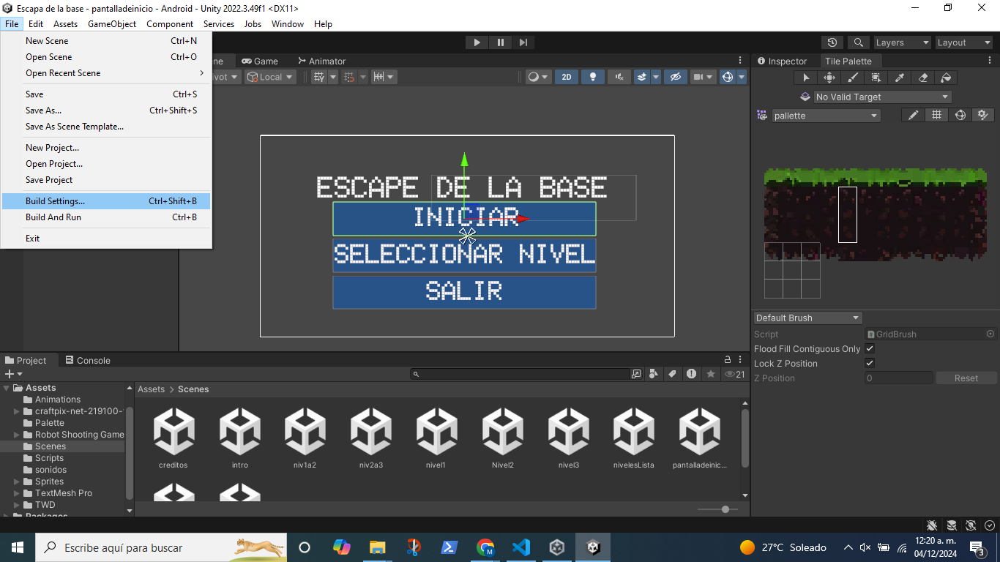 Escapa de la base - pantalladeinicio - Android - Unity 2022.3.49f1 <DX11>
File Edit Assets GameObject Component Services Jobs Window Help
New Scene Ctrl+N
Open Scene Ctrl+O
Open Recent Scene
Save Ctrl+S
Save As... Ctrl+Shift+S
Save As Scene Template...
New Project...
Open Project...
Save Project
Build Settings... Ctrl+Shift+B
Build And Run Ctrl+B
Exit
Layers Layout
Game Animator
Local 2D
ESCAPE DE LA BASE
INICIAR
SELECCIONAR NIVEL
SALIR
Inspector Tile Palette
No Valid Target
pallette
Default Brush
Script GridBrush
Flood Fill Contiguous Only
Lock Z Position
Z Position 0 Reset
Project Console
21
Assets
Animations
craftpix-net-219100-
Palette
Robot Shooting Game
Scenes
Scripts
sonidos
Sprites
TextMesh Pro
TWD
Packages
Assets > Scenes
creditos intro niv1a2 niv2a3 nivel1 Nivel2 nivel3 nivelesLista pantalladeinic...
Escribe aquí para buscar
27°C Soleado
12:20 a. m.
04/12/2024
3